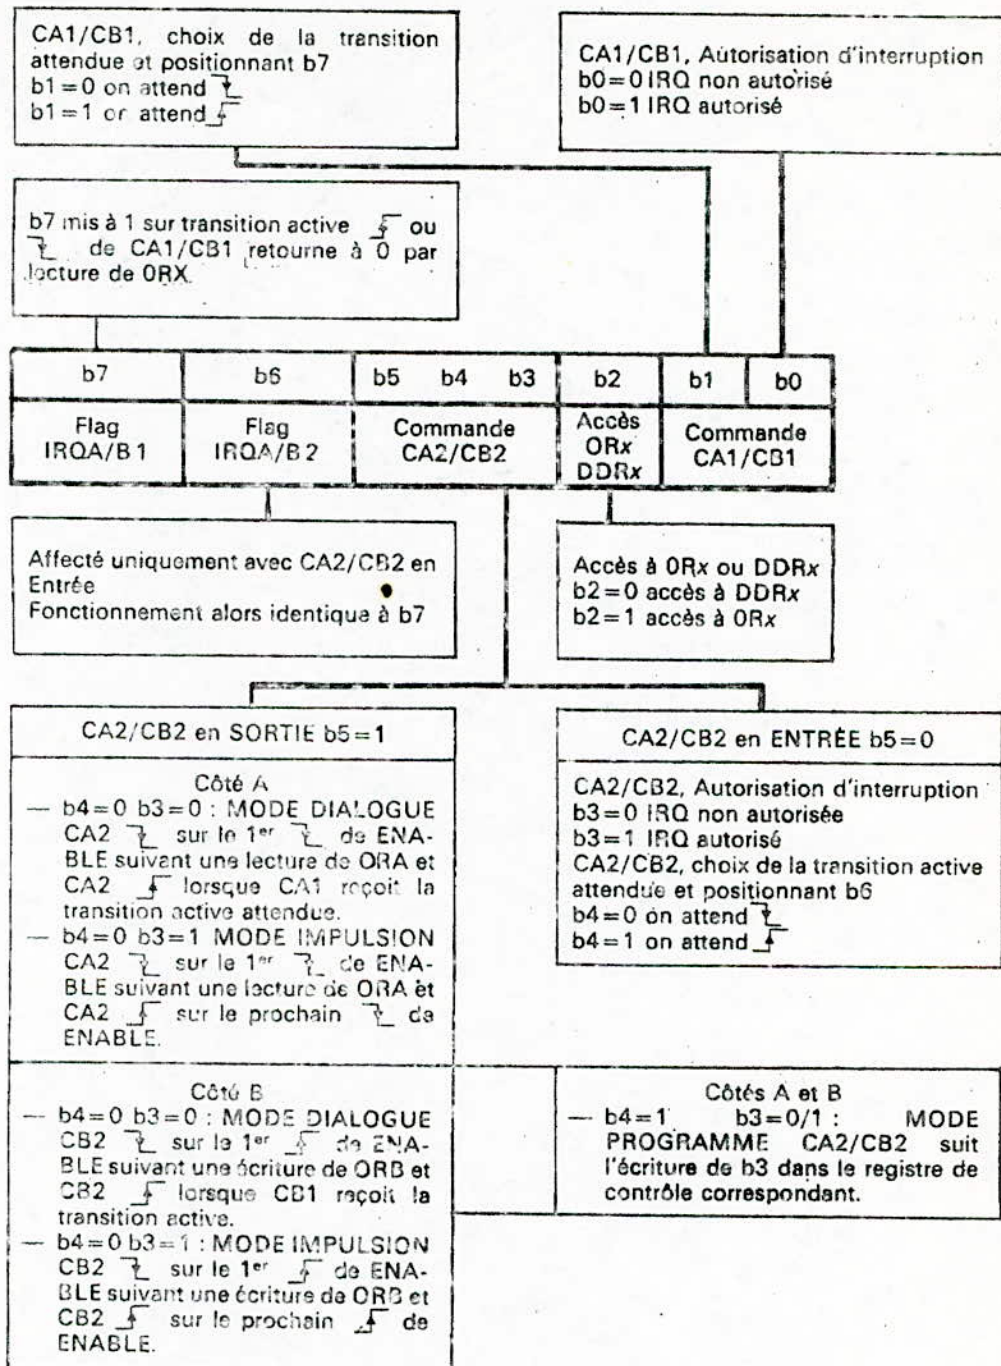 CA1/CB1, choix de la transition
attendue et positionnant b7
b1=0 on attend
b1=1 or attend
CA1/CB1, Autorisation d'interruption
b0=0 IRQ non autorisé
b0=1 IRQ autorisé
b7 mis à 1 sur transition active ou
de CA1/CB1 retourne à 0 par
lecture de ORX.
b7 b6 b5 b4 b3 b2 b1 b0
Flag
IRQA/B1
Flag
IRQA/B2
Commande
CA2/CB2
Accès
ORx
DDRx
Commande
CA1/CB1
Affecté uniquement avec CA2/CB2 en
Entrée
Fonctionnement alors identique à b7
Accès à ORx ou DDRx
b2=0 accès à DDRx
b2=1 accès à ORx
CA2/CB2 en SORTIE b5=1
Côté A
— b4=0 b3=0 : MODE DIALOGUE
CA2 sur le 1er de ENA-
BLE suivant une lecture de ORA et
CA2 lorsque CA1 reçoit la
transition active attendue.
— b4=0 b3=1 MODE IMPULSION
CA2 sur le 1er de ENA-
BLE suivant une lecture de ORA et
CA2 sur le prochain de
ENABLE.
CA2/CB2 en ENTRÉE b5=0
CA2/CB2, Autorisation d'interruption
b3=0 IRQ non autorisée
b3=1 IRQ autorisé
CA2/CB2, choix de la transition active
attendue et positionnant b6
b4=0 on attend
b4=1 on attend
Côté B
— b4=0 b3=0 : MODE DIALOGUE
CB2 sur le 1er de ENA-
BLE suivant une écriture de ORB et
CB2 lorsque CB1 reçoit la
transition active.
— b4=0 b3=1 : MODE IMPULSION
CB2 sur le 1er de ENA-
BLE suivant une écriture de ORB et
CB2 sur le prochain de
ENABLE.
Côtés A et B
— b4=1 b3=0/1 : MODE
PROGRAMME CA2/CB2 suit
l'écriture de b3 dans le registre de
contrôle correspondant.